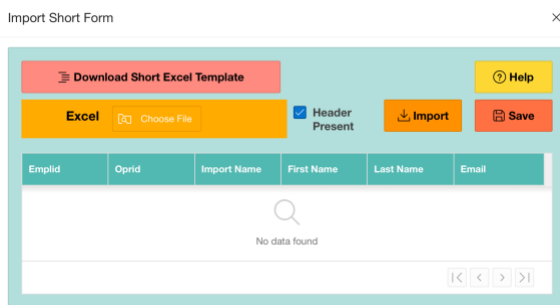 Import Short Form
Download Short Excel Template
Help
Excel
Choose File
Header
Present
Import
Save
Emplid Oprid Import Name First Name Last Name Email
No data found